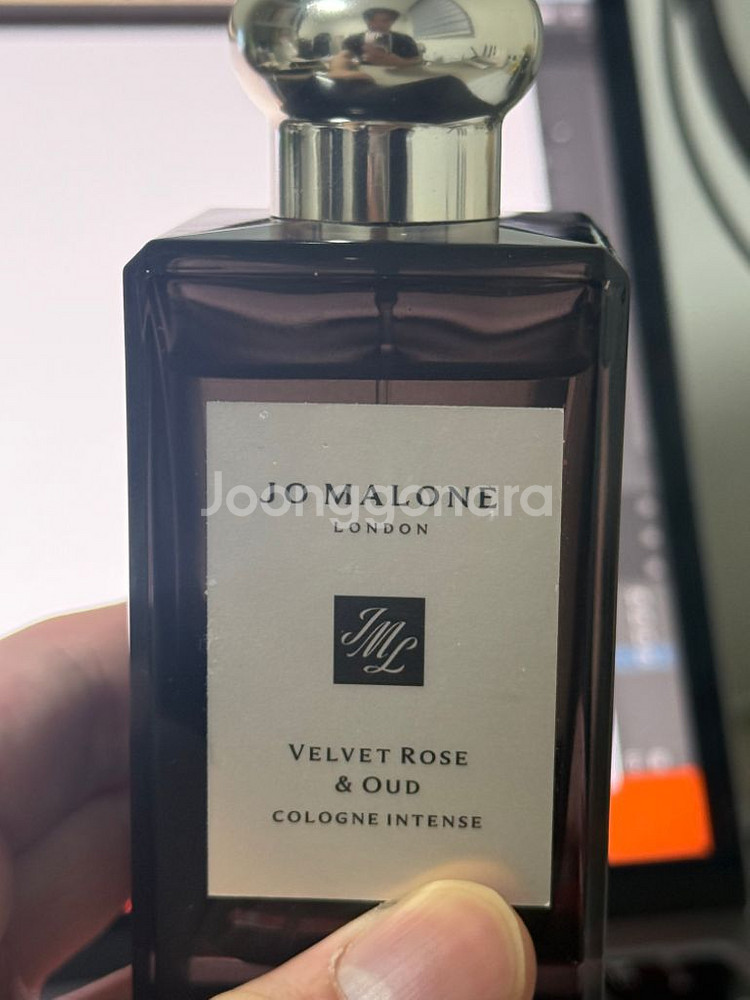 JO MALONE
Joonggonara
LONDON
JML
VELVET ROSE
& OUD
COLOGNE INTENSE